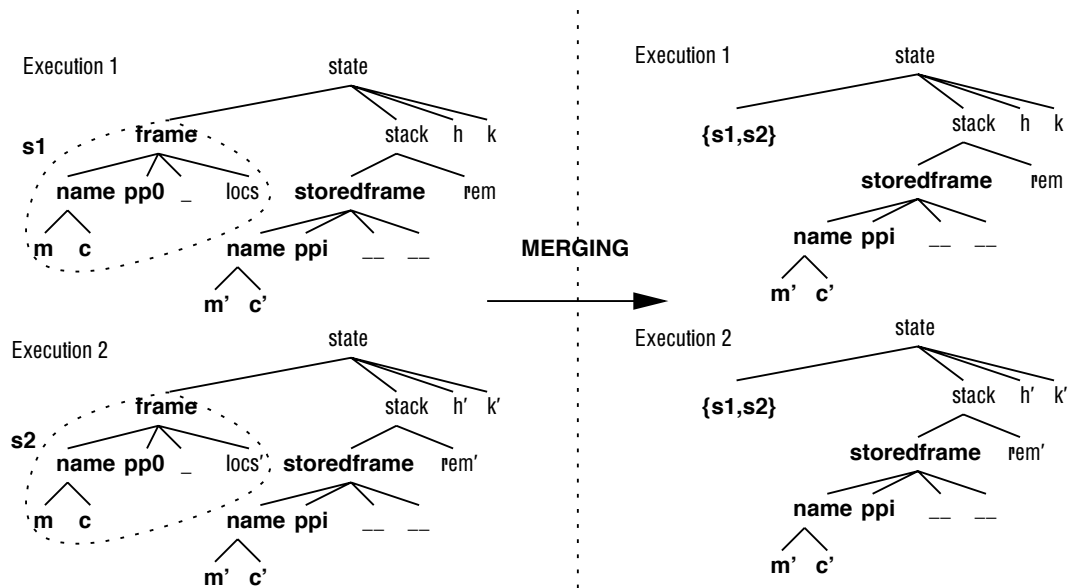 Execution 1
state
s1
frame
stack h k
name pp0 _ locs
storedframe
rem
m c
name ppi __ __
m' c'
Execution 2
state
s2
frame
stack h' k'
name pp0 _ locs'
storedframe
rem'
m c
name ppi __ __
m' c'
MERGING
Execution 1
state
{s1,s2}
stack h k
storedframe
rem
name ppi __ __
m' c'
Execution 2
state
{s1,s2}
stack h' k'
storedframe
rem'
name ppi __ __
m' c'